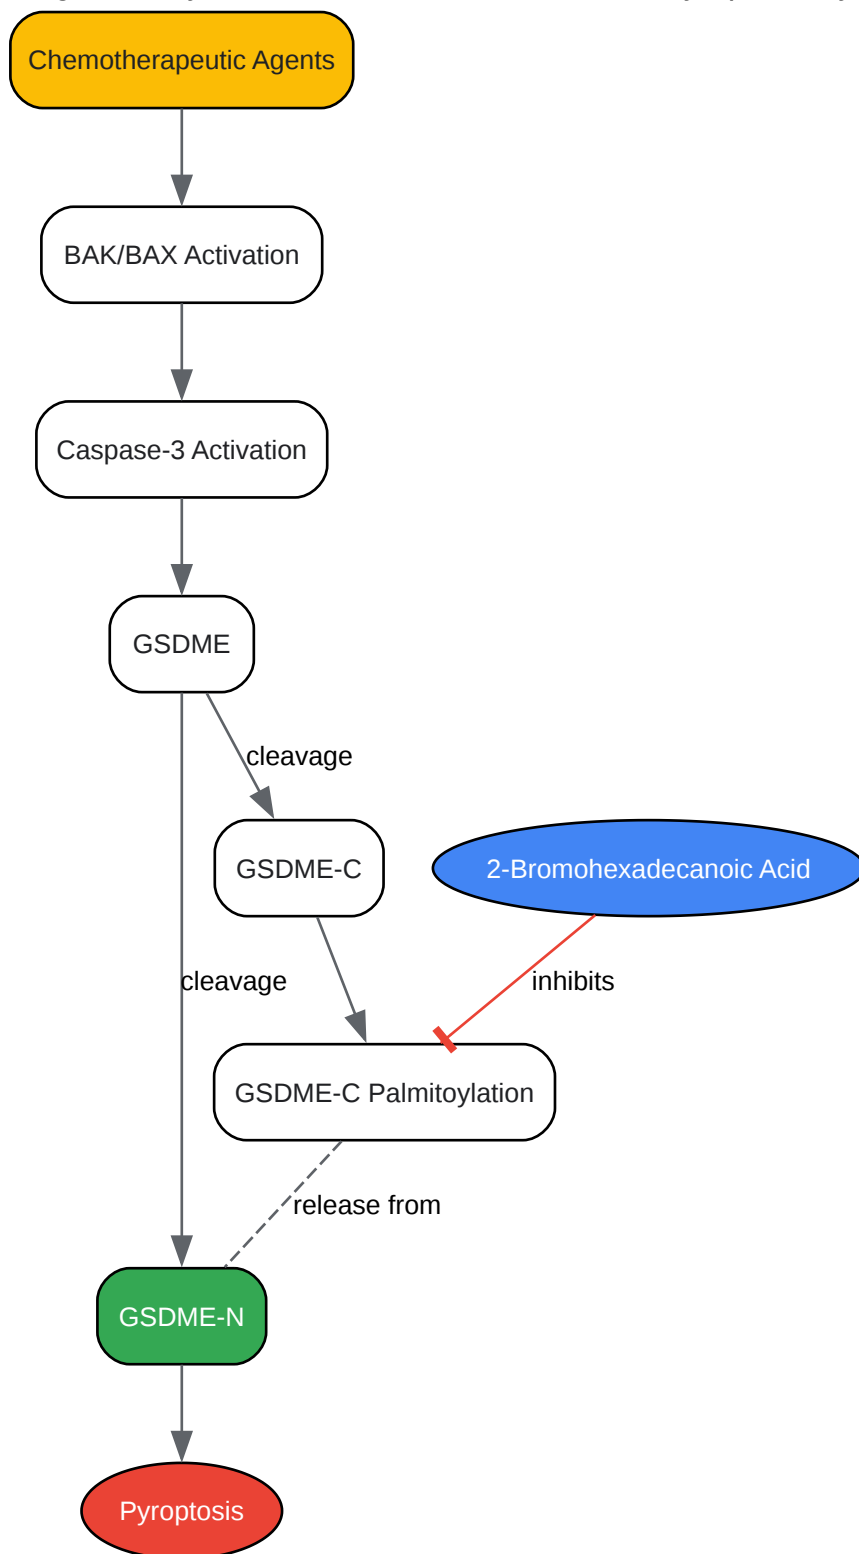 Chemotherapeutic Agents
BAK/BAX Activation
Caspase-3 Activation
GSDME
cleavage
GSDME-C
2-Bromohexadecanoic Acid
cleavage
inhibits
GSDME-C Palmitoylation
release from
GSDME-N
Pyroptosis